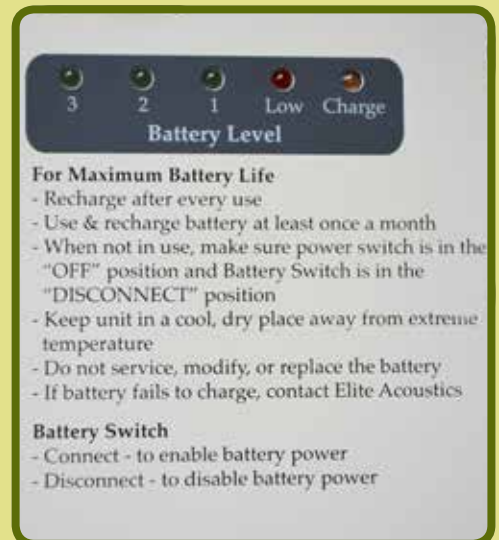 3 2 1 Low Charge
Battery Level
For Maximum Battery Life
- Recharge after every use
- Use & recharge battery at least once a month
- When not in use, make sure power switch is in the
"OFF" position and Battery Switch is in the
"DISCONNECT" position
- Keep unit in a cool, dry place away from extreme
temperature
- Do not service, modify, or replace the battery
- If battery fails to charge, contact Elite Acoustics
Battery Switch
- Connect - to enable battery power
- Disconnect - to disable battery power